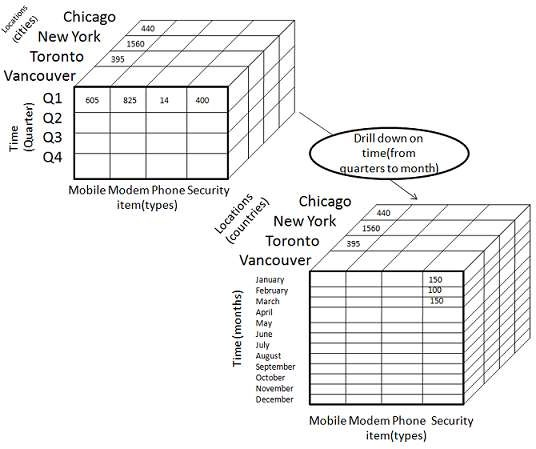 Locations
(cities)
Chicago
New York
Toronto
Vancouver
440
1560
395
Time
(Quarter)
Q1
Q2
Q3
Q4
605 825 14 400
Mobile Modem Phone Security
item(types)
Drill down on
time(from
quarters to month)
Locations
(countries)
Chicago
New York
Toronto
Vancouver
440
1560
395
Time (months)
January 150
February 100
March 150
April
May
June
July
August
September
October
November
December
Mobile Modem Phone Security
item(types)